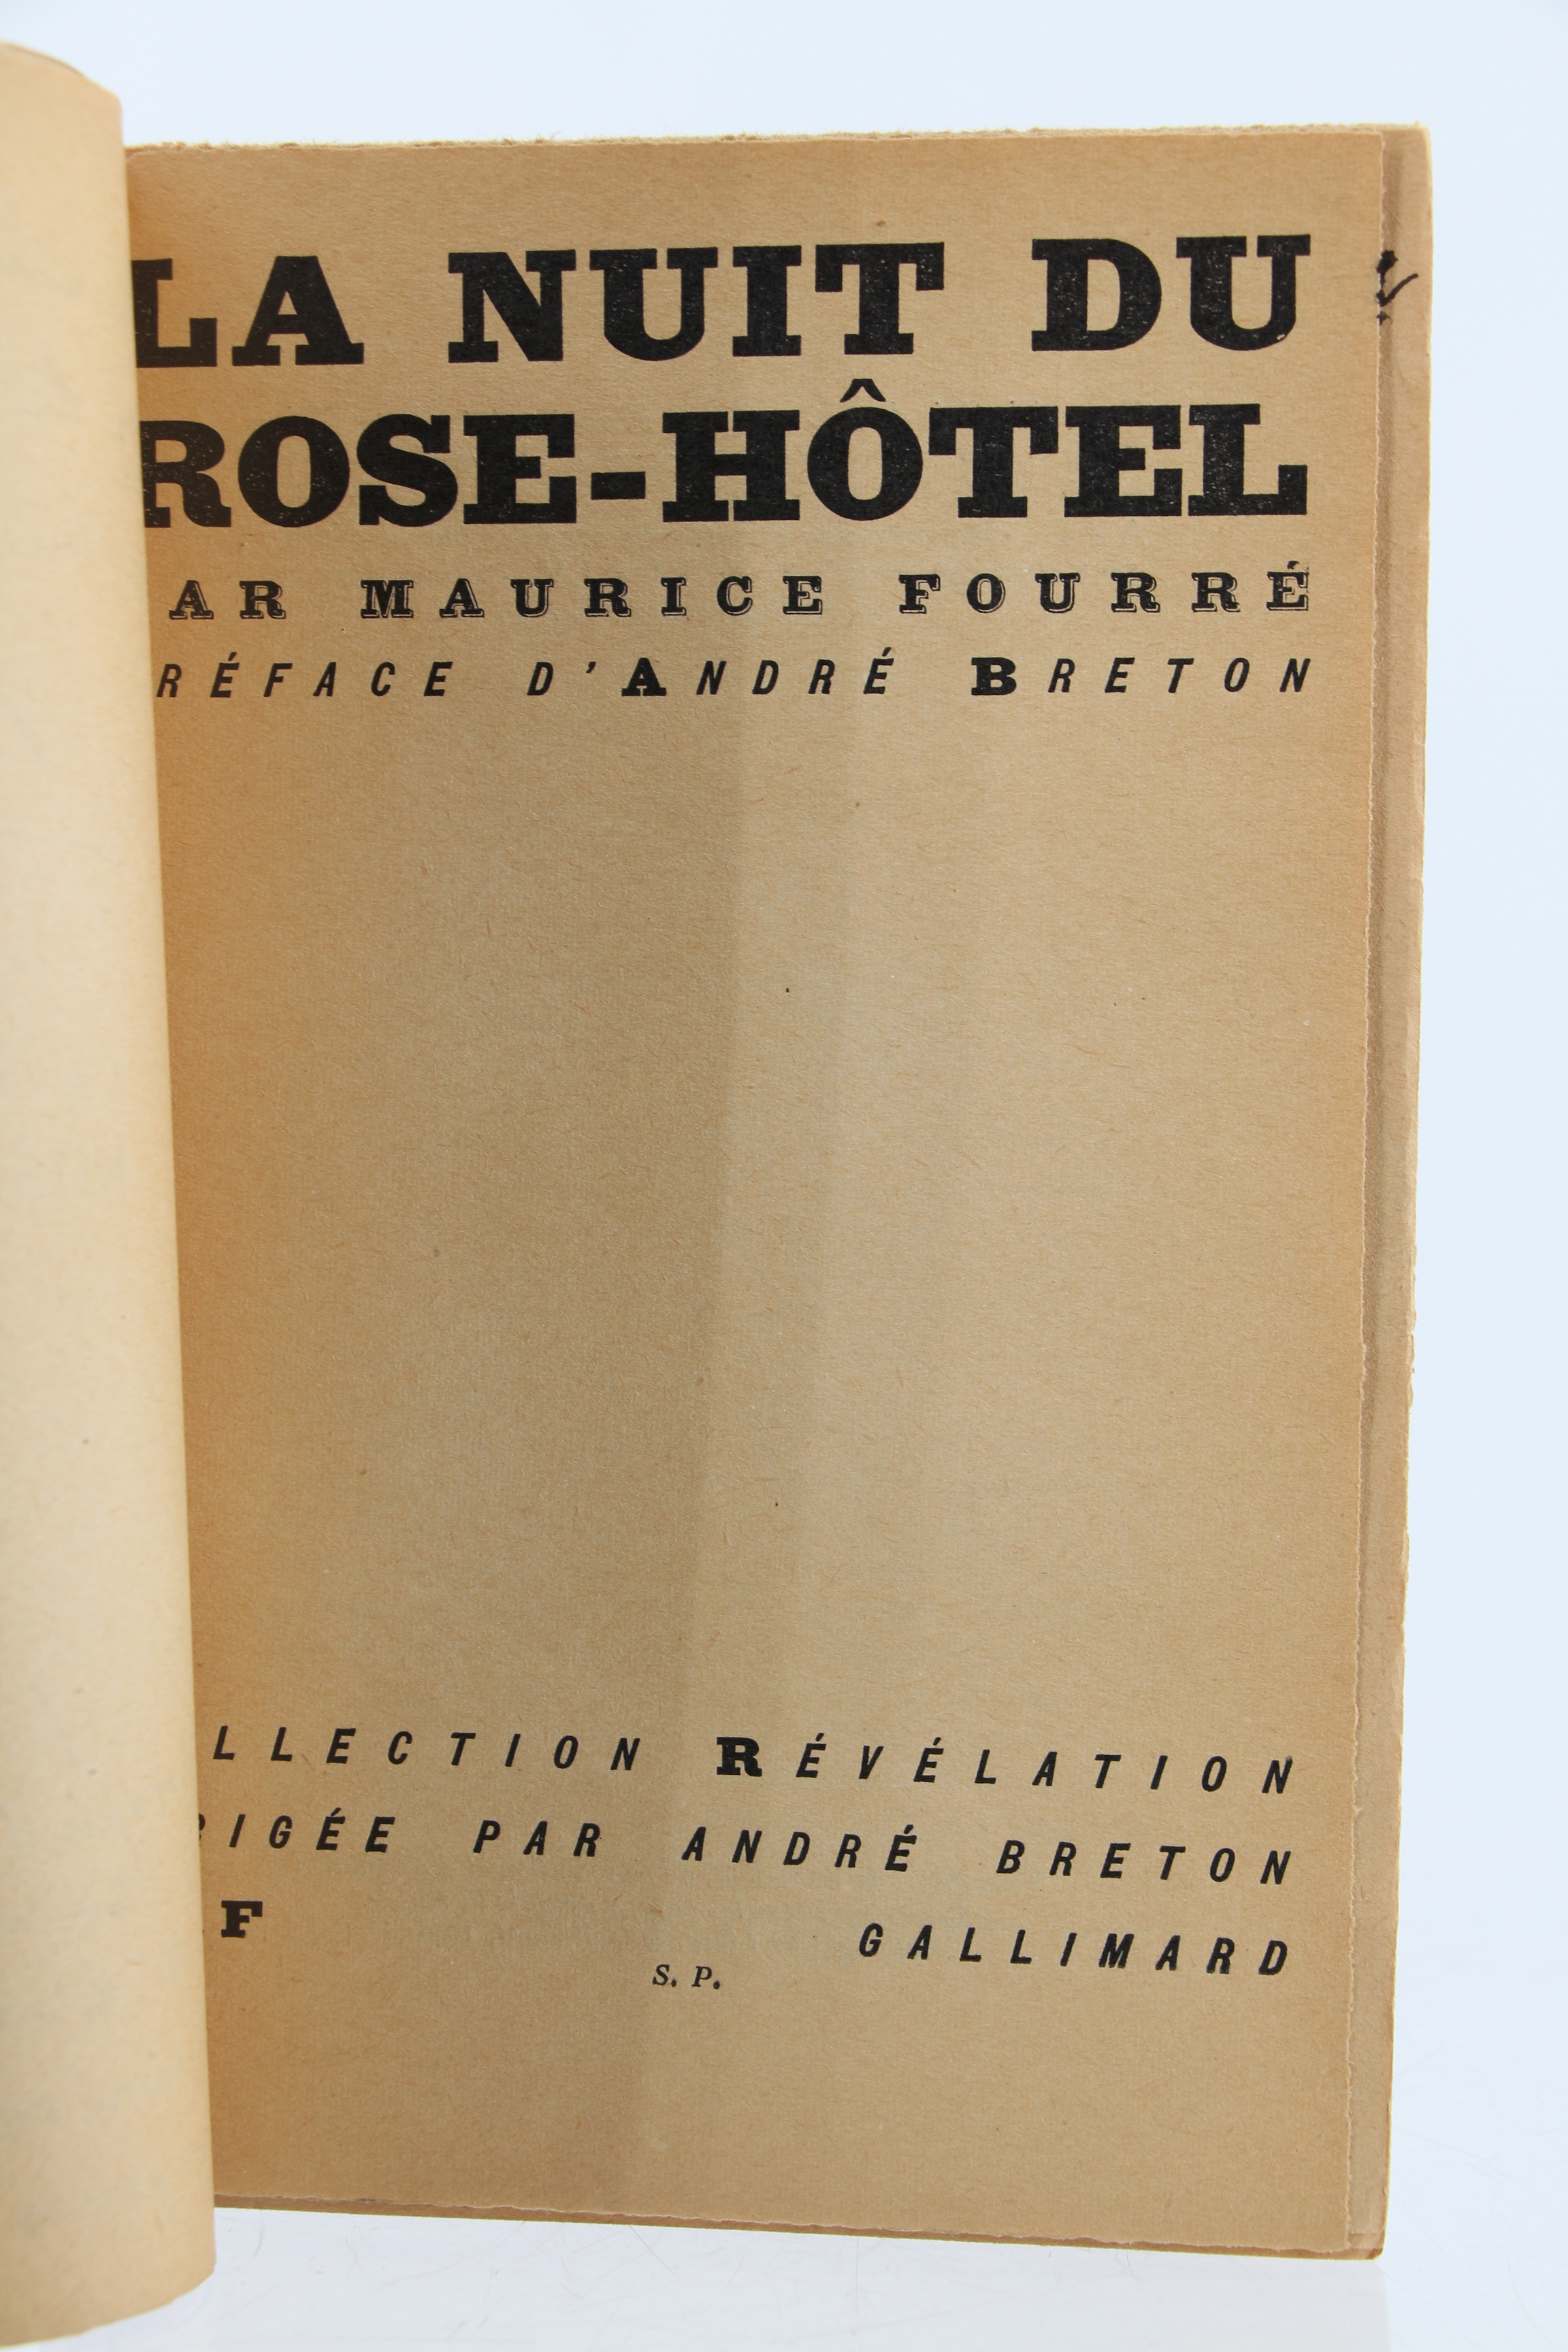 LA NUIT DU
ROSE-HÔTEL
AR MAURICE FOURRÉ
RÉFACE D'ANDRÉ BRETON
LLECTION RÉVÉLATION
RIGÉE PAR ANDRÉ BRETON
F GALLIMARD
S. P.